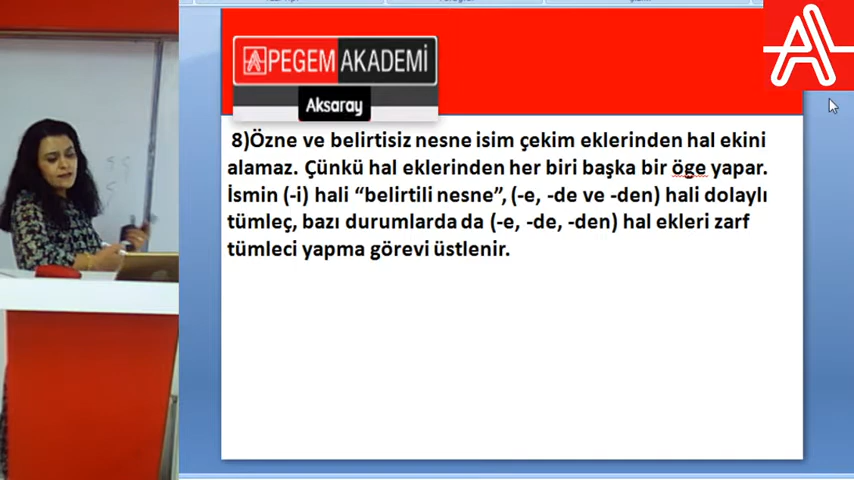 PEGEM AKADEMİ
Aksaray
8)Özne ve belirtisiz nesne isim çekim eklerinden hal ekini
alamaz. Çünkü hal eklerinden her biri başka bir öge yapar.
İsmin (-i) hali “belirtili nesne”, (-e, -de ve -den) hali dolaylı
tümleç, bazı durumlarda da (-e, -de, -den) hal ekleri zarf
tümleci yapma görevi üstlenir.